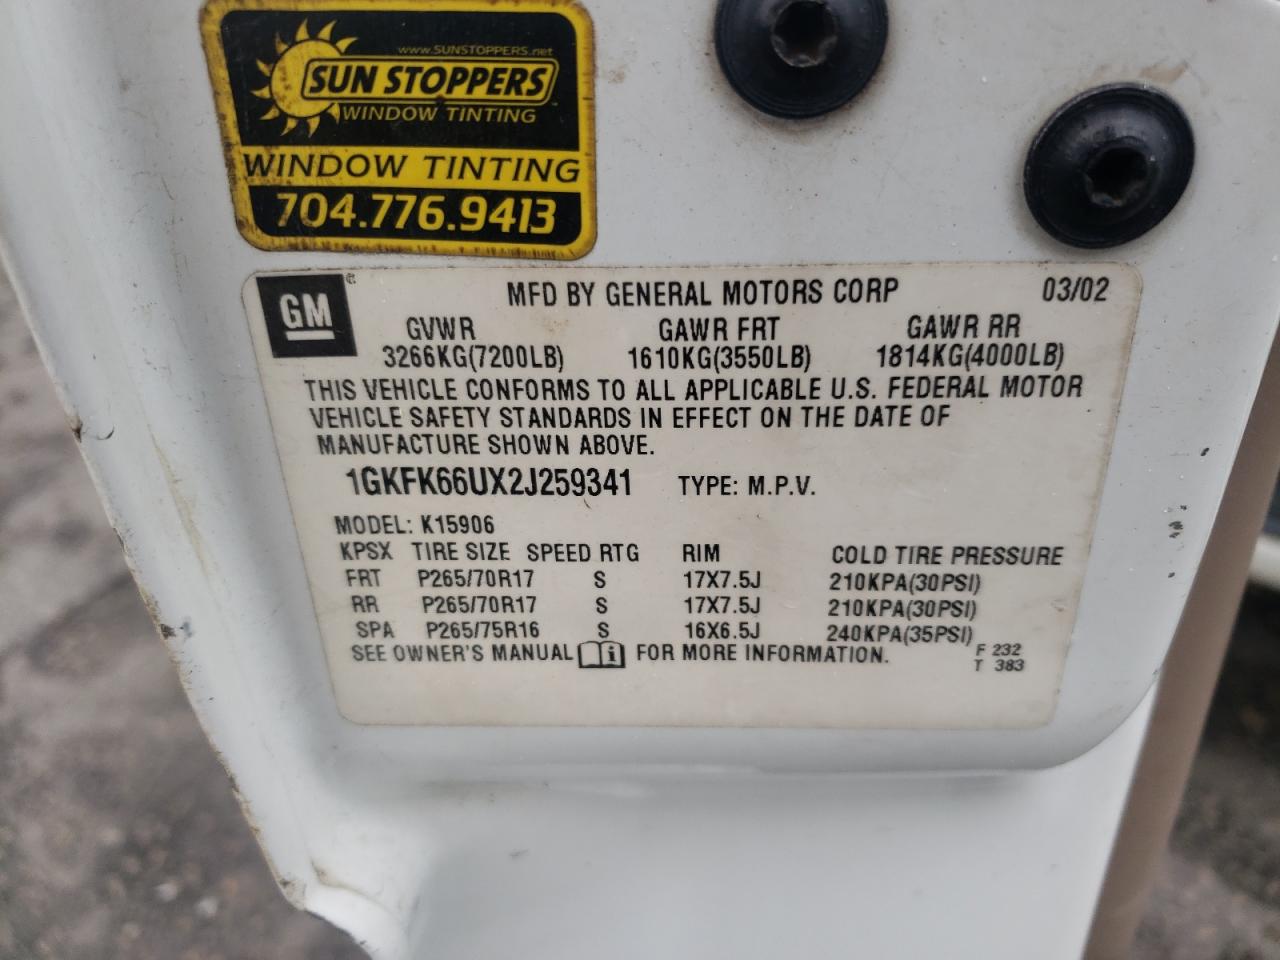 www.SUNSTOPPERS.net
SUN STOPPERS
WINDOW TINTING
WINDOW TINTING
704.776.9413
GM ® MFD BY GENERAL MOTORS CORP 03/02
GVWR GAWR FRT GAWR RR
3266KG(7200LB) 1610KG(3550LB) 1814KG(4000LB)
THIS VEHICLE CONFORMS TO ALL APPLICABLE U.S. FEDERAL MOTOR
VEHICLE SAFETY STANDARDS IN EFFECT ON THE DATE OF
MANUFACTURE SHOWN ABOVE.
1GKFK66UX2J259341 TYPE: M.P.V.
MODEL: K15906
KPSX TIRE SIZE SPEED RTG RIM COLD TIRE PRESSURE
FRT P265/70R17 S 17X7.5J 210KPA(30PSI)
RR P265/70R17 S 17X7.5J 210KPA(30PSI)
SPA P265/75R16 S 16X6.5J 240KPA(35PSI)
SEE OWNER'S MANUAL i FOR MORE INFORMATION. F 232
T 383